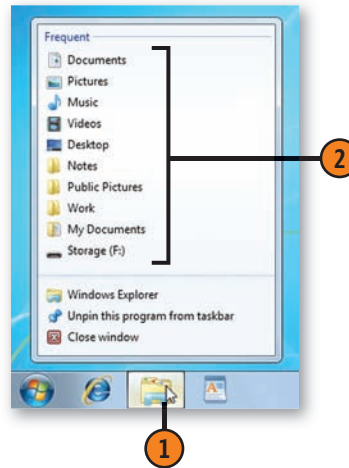 Frequent
Documents
Pictures
Music
Videos
Desktop
Notes
Public Pictures
Work
My Documents
Storage (F:)
2
Windows Explorer
Unpin this program from taskbar
Close window
A
1